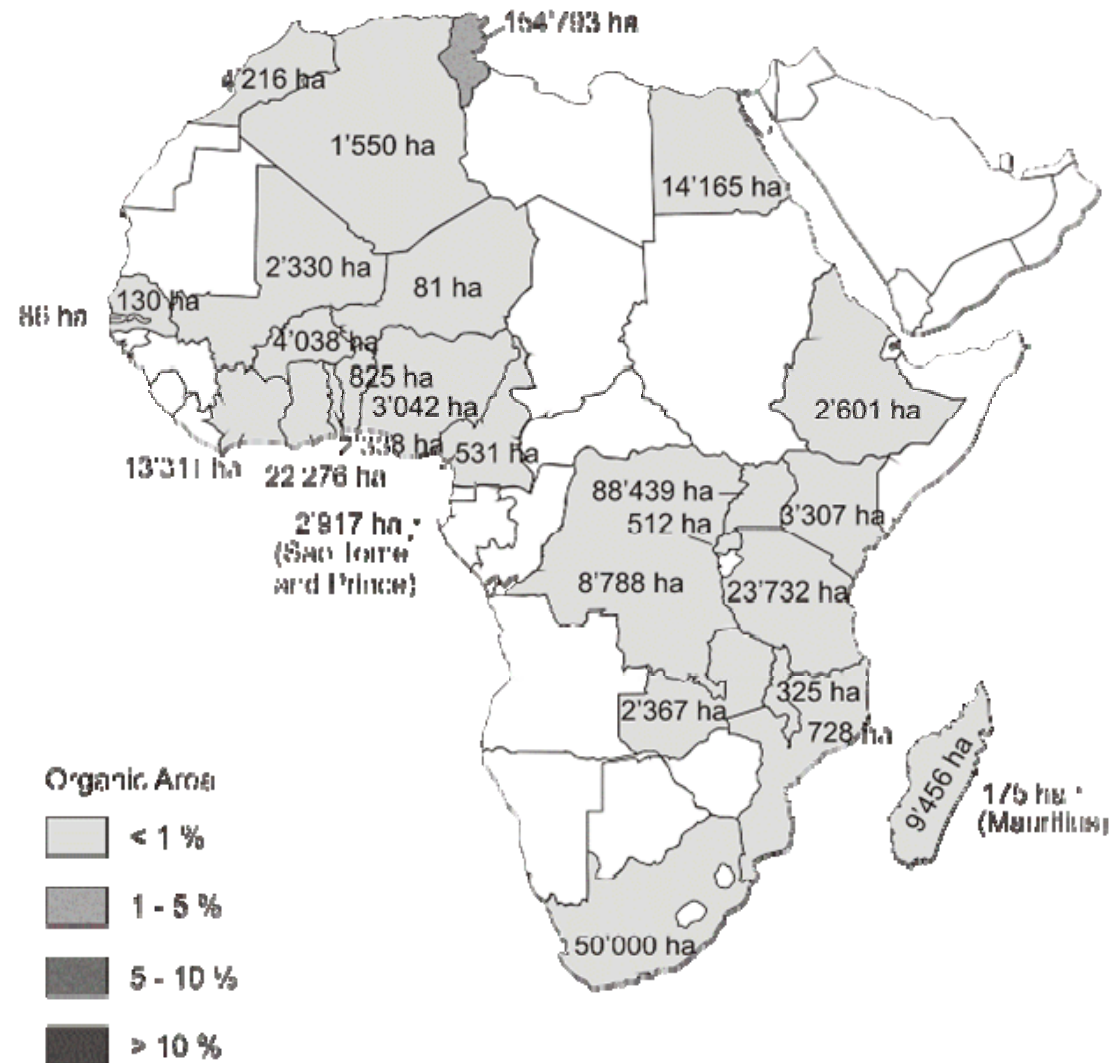 154'793 ha
4'216 ha
1'550 ha
14'165 ha
2'330 ha
81 ha
130 ha
86 ha
4'038 ha
825 ha
3'042 ha
2'601 ha
531 ha
22'276 ha
88'439 ha
3'307 ha
512 ha
2'917 ha
(Sao Tome
and Prince)
8'788 ha
23'732 ha
325 ha
2'367 ha
728 ha
9'456 ha
175 ha
(Mauritius)
50'000 ha
Organic Area
< 1 %
1 - 5 %
5 - 10 %
> 10 %